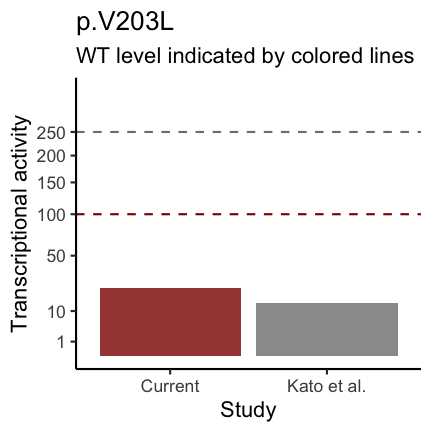 p.V203L
WT level indicated by colored lines
Transcriptional activity
250
200
150
100
50
10
1
Current
Kato et al.
Study